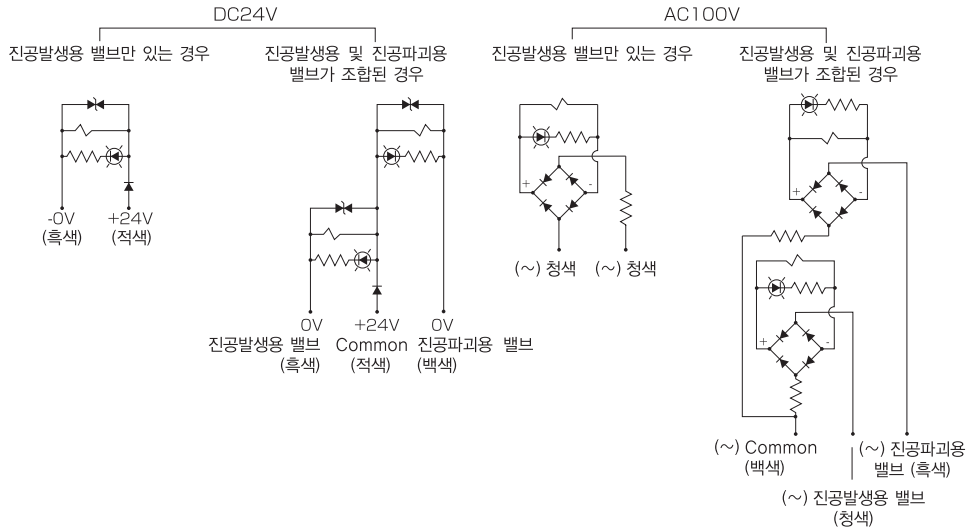 DC24V
진공발생용 밸브만 있는 경우
진공발생용 및 진공파괴용
밸브가 조합된 경우
-0V
(흑색)
+24V
(적색)
0V
진공발생용 밸브
(흑색)
+24V
Common
(적색)
0V
진공파괴용 밸브
(백색)
AC100V
진공발생용 밸브만 있는 경우
진공발생용 및 진공파괴용
밸브가 조합된 경우
+
-
(~) 청색
(~) 청색
+
-
+
-
(~) Common
(백색)
(~) 진공파괴용
밸브 (흑색)
(~) 진공발생용 밸브
(청색)